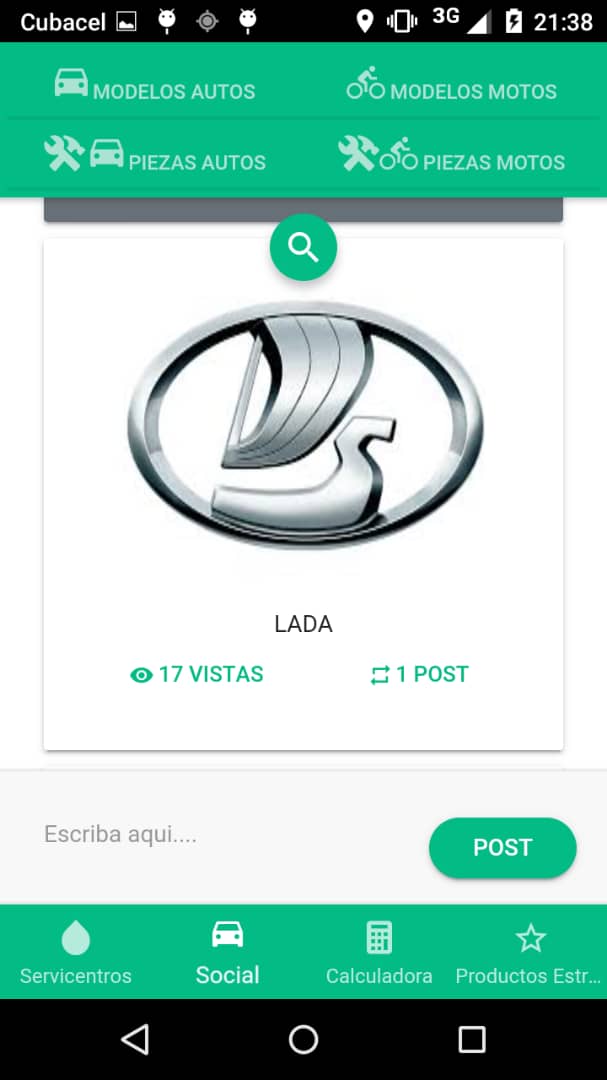 Cubacel 3G 21:38
MODELOS AUTOS MODELOS MOTOS
PIEZAS AUTOS PIEZAS MOTOS
LADA
17 VISTAS 1 POST
Escriba aqui.... POST
Servicentros Social Calculadora Productos Estr...